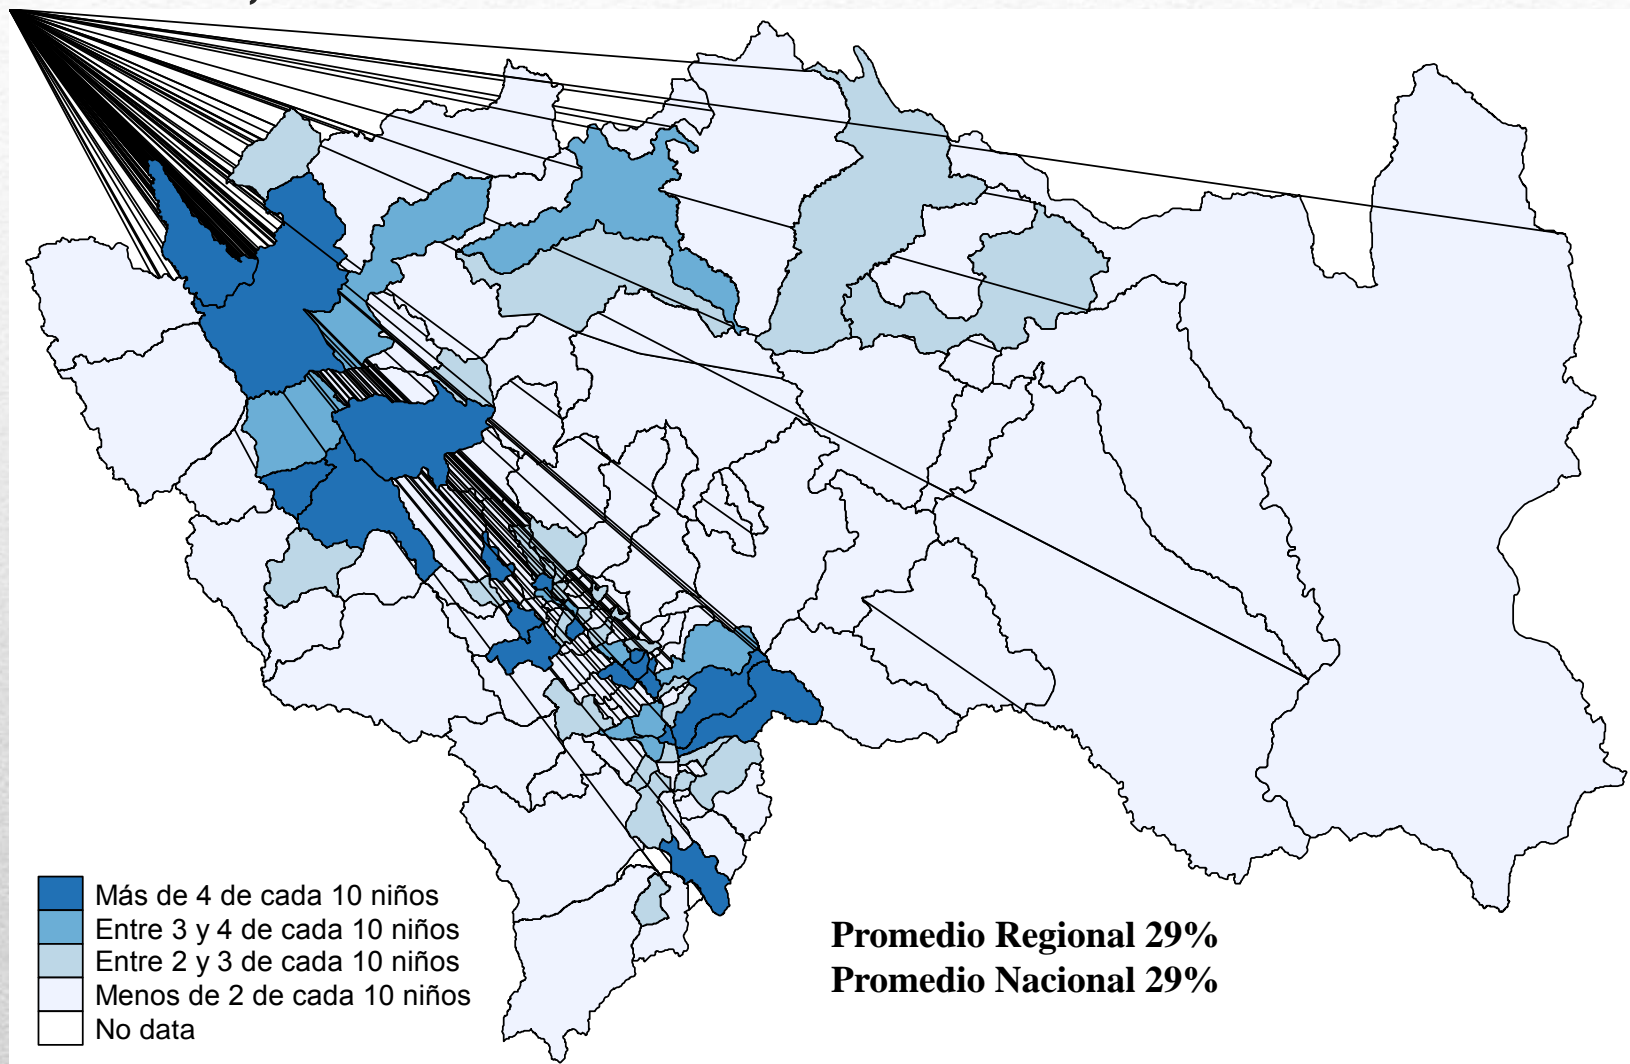 Más de 4 de cada 10 niños
Entre 3 y 4 de cada 10 niños
Entre 2 y 3 de cada 10 niños
Menos de 2 de cada 10 niños
No data
Promedio Regional 29%
Promedio Nacional 29%